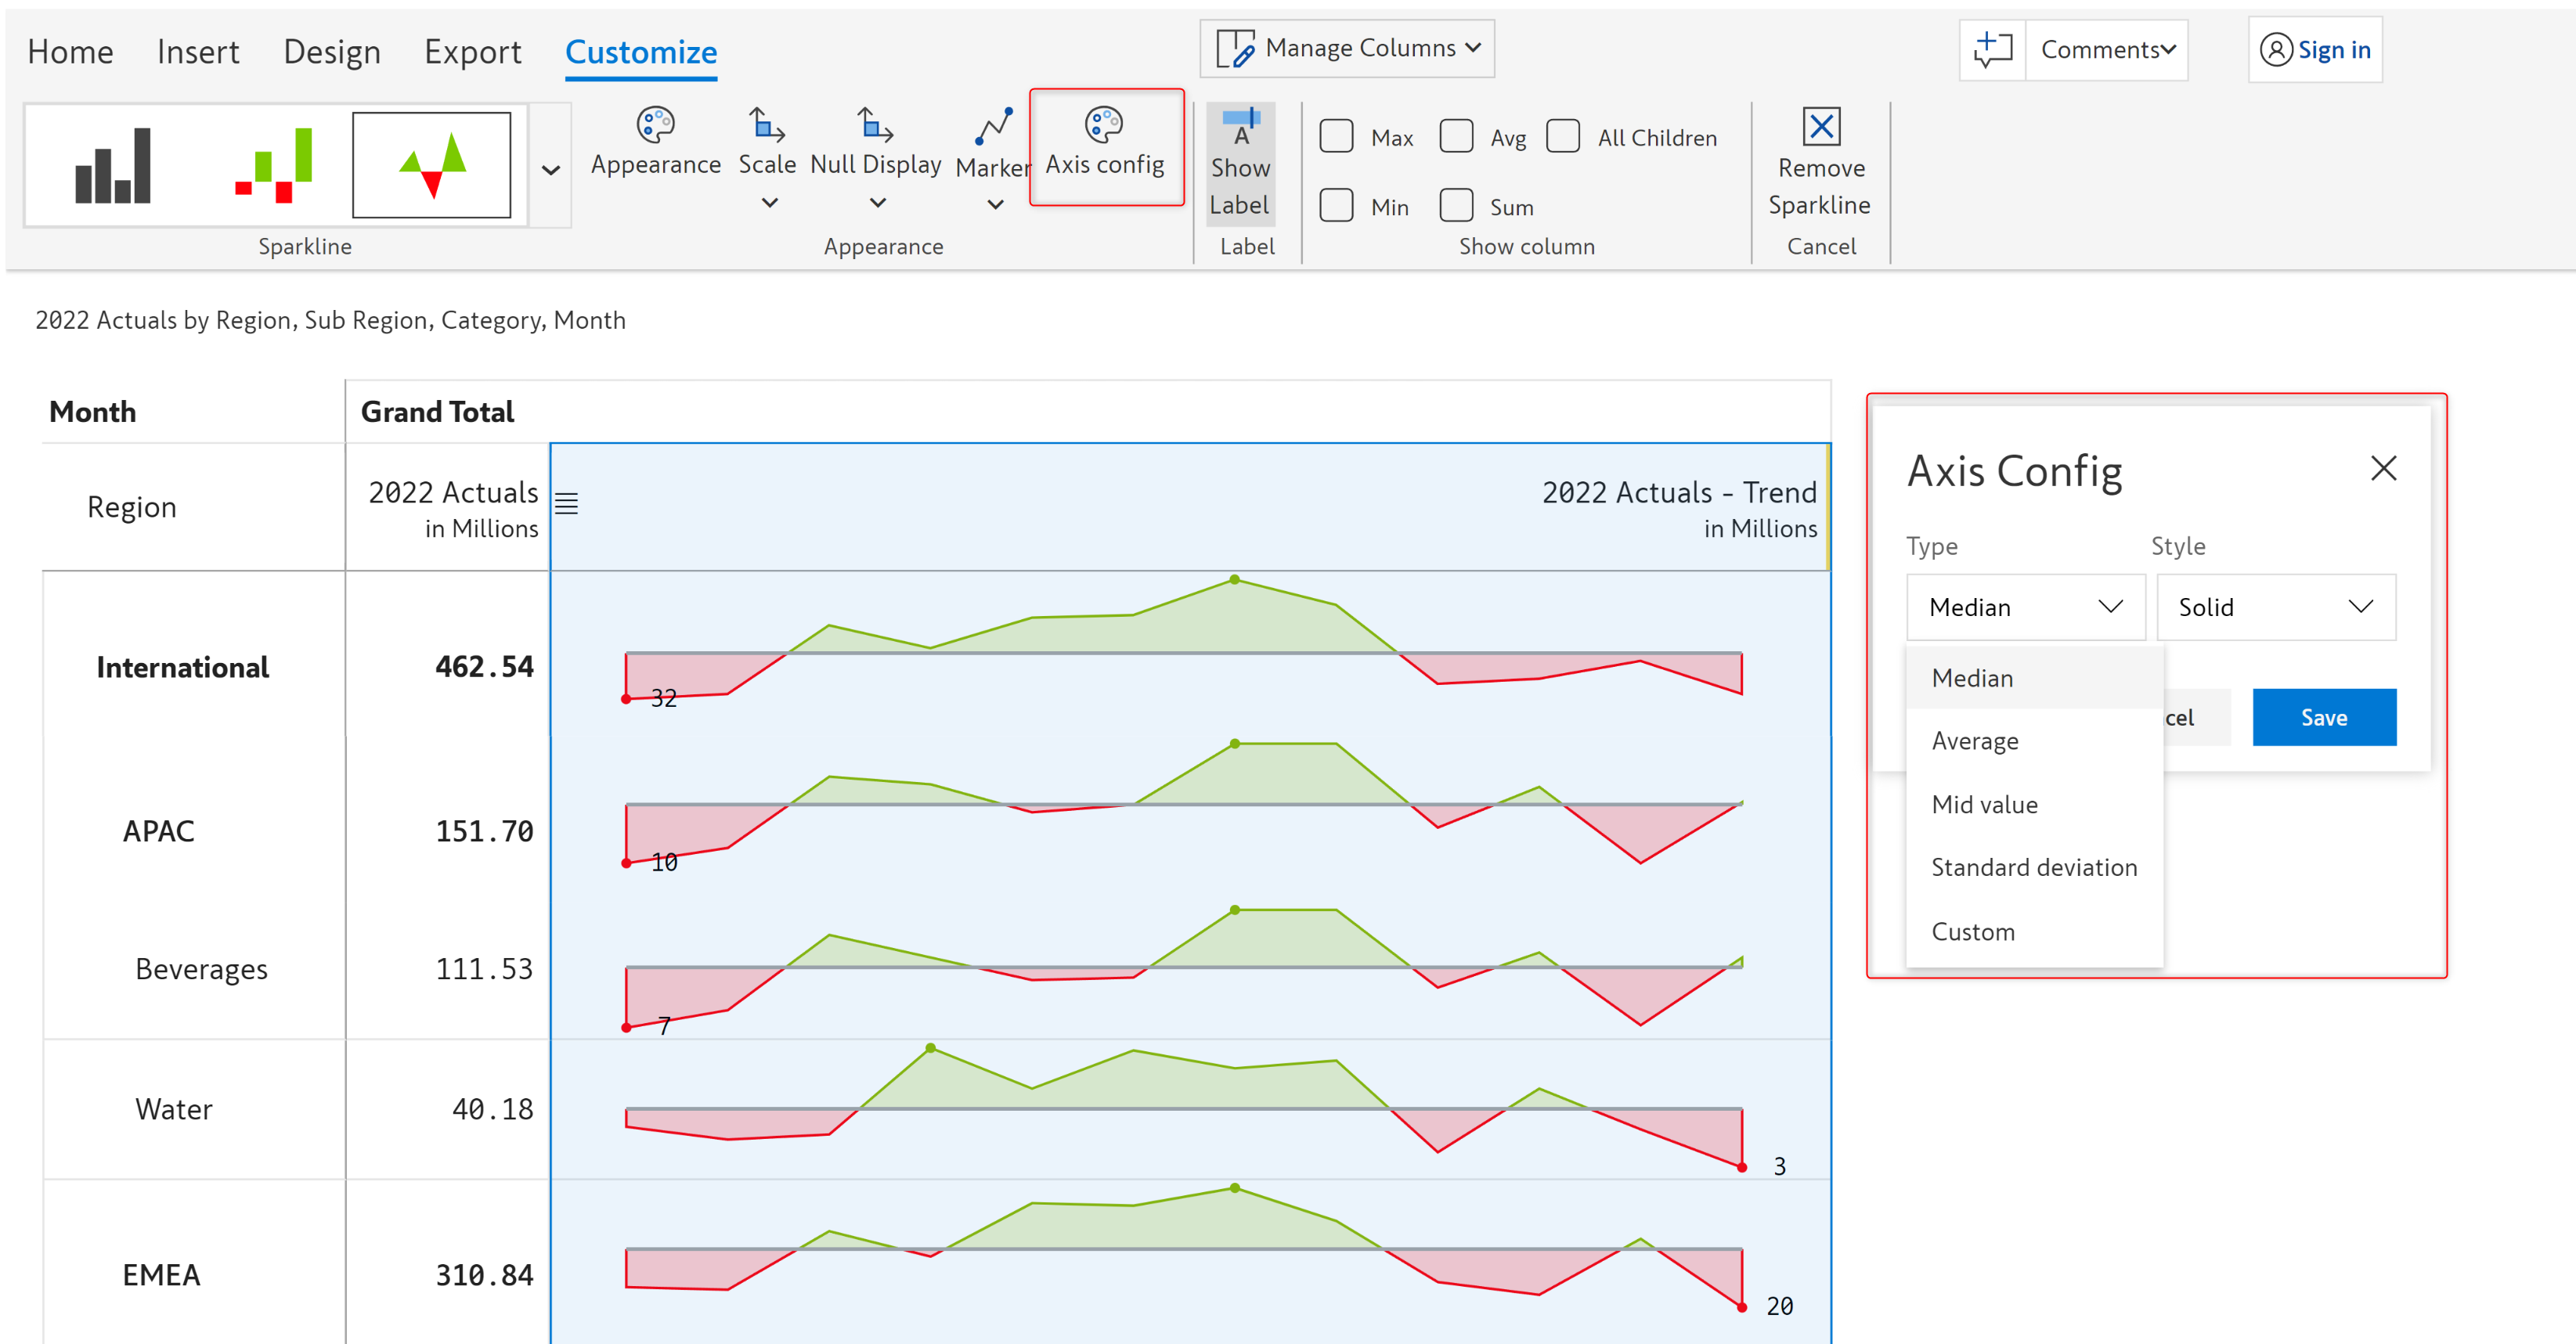 Home Insert Design Export Customize
Manage Columns
Comments
Sign in
Appearance Scale Null Display Marker Axis config
A
Show
Label
Max Avg All Children
Min Sum
Remove
Sparkline
Sparkline Appearance Label Show column Cancel
2022 Actuals by Region, Sub Region, Category, Month
Month Grand Total
Region
2022 Actuals
in Millions
2022 Actuals - Trend
in Millions
International 462.54
32
APAC 151.70
10
Beverages 111.53
7
Water 40.18
3
EMEA 310.84
20
Axis Config
Type Style
Median Solid
Median
cel Save
Average
Mid value
Standard deviation
Custom